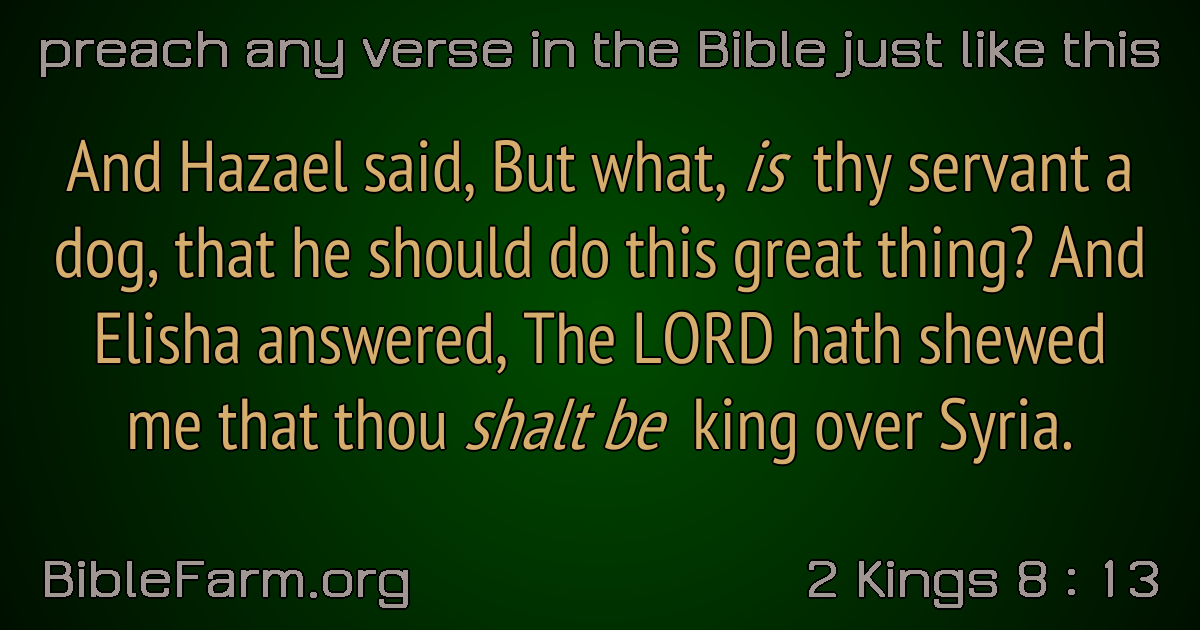 preach any verse in the Bible just like this
And Hazael said, But what, is thy servant a
dog, that he should do this great thing? And
Elisha answered, The LORD hath shewed
me that thou shalt be king over Syria.
BibleFarm.org
2 Kings 8 : 13